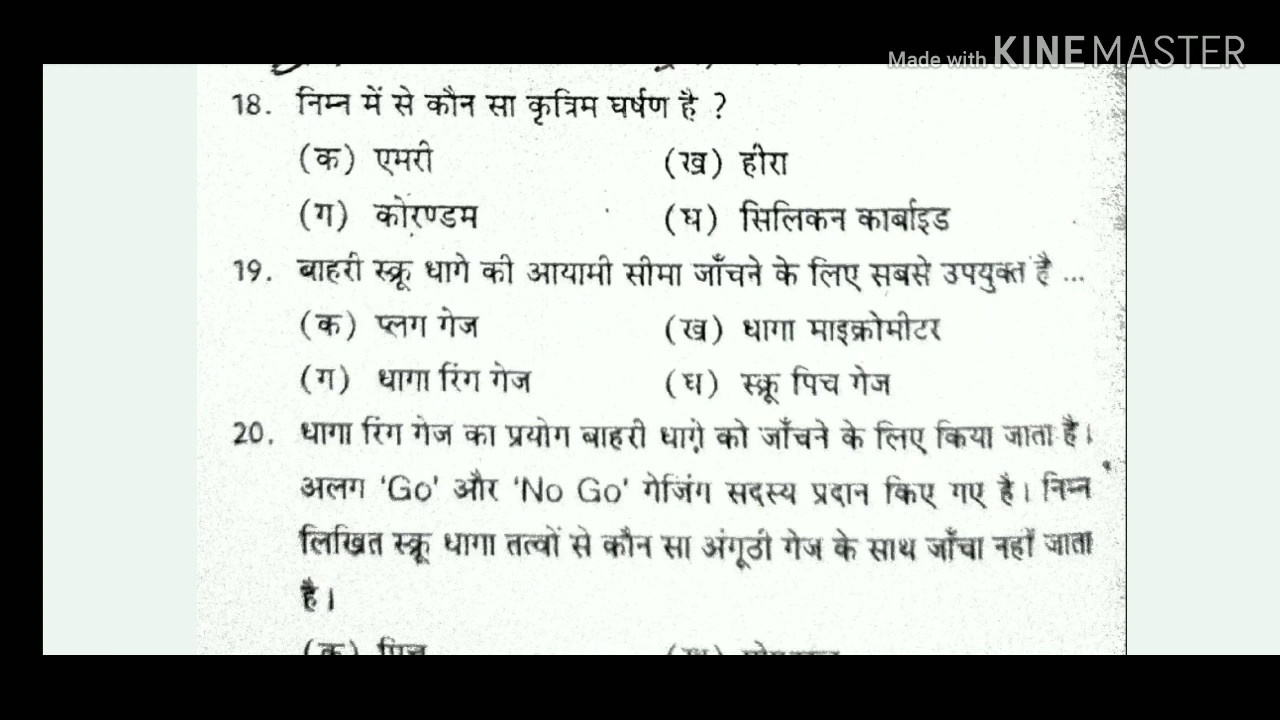 Made with KINEMASTER
18. निम्न में से कौन सा कृत्रिम घर्षण है ?
(क) एमरी (ख) हीरा
(ग) कोरण्डम (घ) सिलिकन कार्बाइड
19. बाहरी स्क्रू धागे की आयामी सीमा जाँचने के लिए सबसे उपयुक्त है ...
(क) प्लग गेज (ख) धागा माइक्रोमीटर
(ग) धागा रिंग गेज (घ) स्क्रू पिच गेज
20. धागा रिंग गेज का प्रयोग बाहरी धागे को जाँचने के लिए किया जाता है।
अलग 'Go' और 'No Go' गेजिंग सदस्य प्रदान किए गए है। निम्न
लिखित स्क्रू धागा तत्वों से कौन सा अंगूठी गेज के साथ जाँचा नहीं जाता
है।
(क)